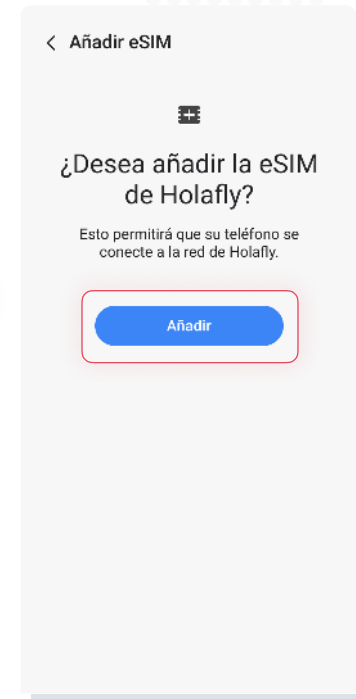 Añadir eSIM
¿Desea añadir la eSIM
de Holafly?
Esto permitirá que su teléfono se
conecte a la red de Holafly.
Añadir